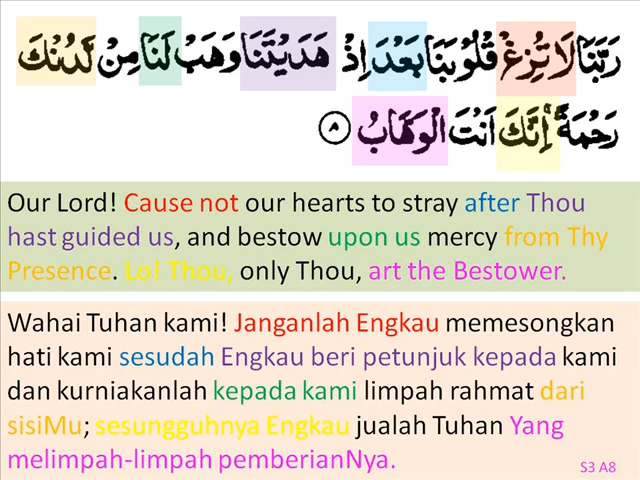 رَبَّنَا لَا تُزِغْ قُلُوبَنَا بَعْدَ إِذْ هَدَيْتَنَا وَهَبْ لَنَا مِنْ لَّدُنْكَ
رَحْمَةً ۚ إِنَّكَ أَنْتَ الْوَهَّابُ ٨
Our Lord! Cause not our hearts to stray after Thou
hast guided us, and bestow upon us mercy from Thy
Presence. Lo! Thou, only Thou, art the Bestower.
Wahai Tuhan kami! Janganlah Engkau memesongkan
hati kami sesudah Engkau beri petunjuk kepada kami
dan kurniakanlah kepada kami limpah rahmat dari
sisiMu; sesungguhnya Engkau jualah Tuhan Yang
melimpah-limpah pemberianNya.
S3 A8